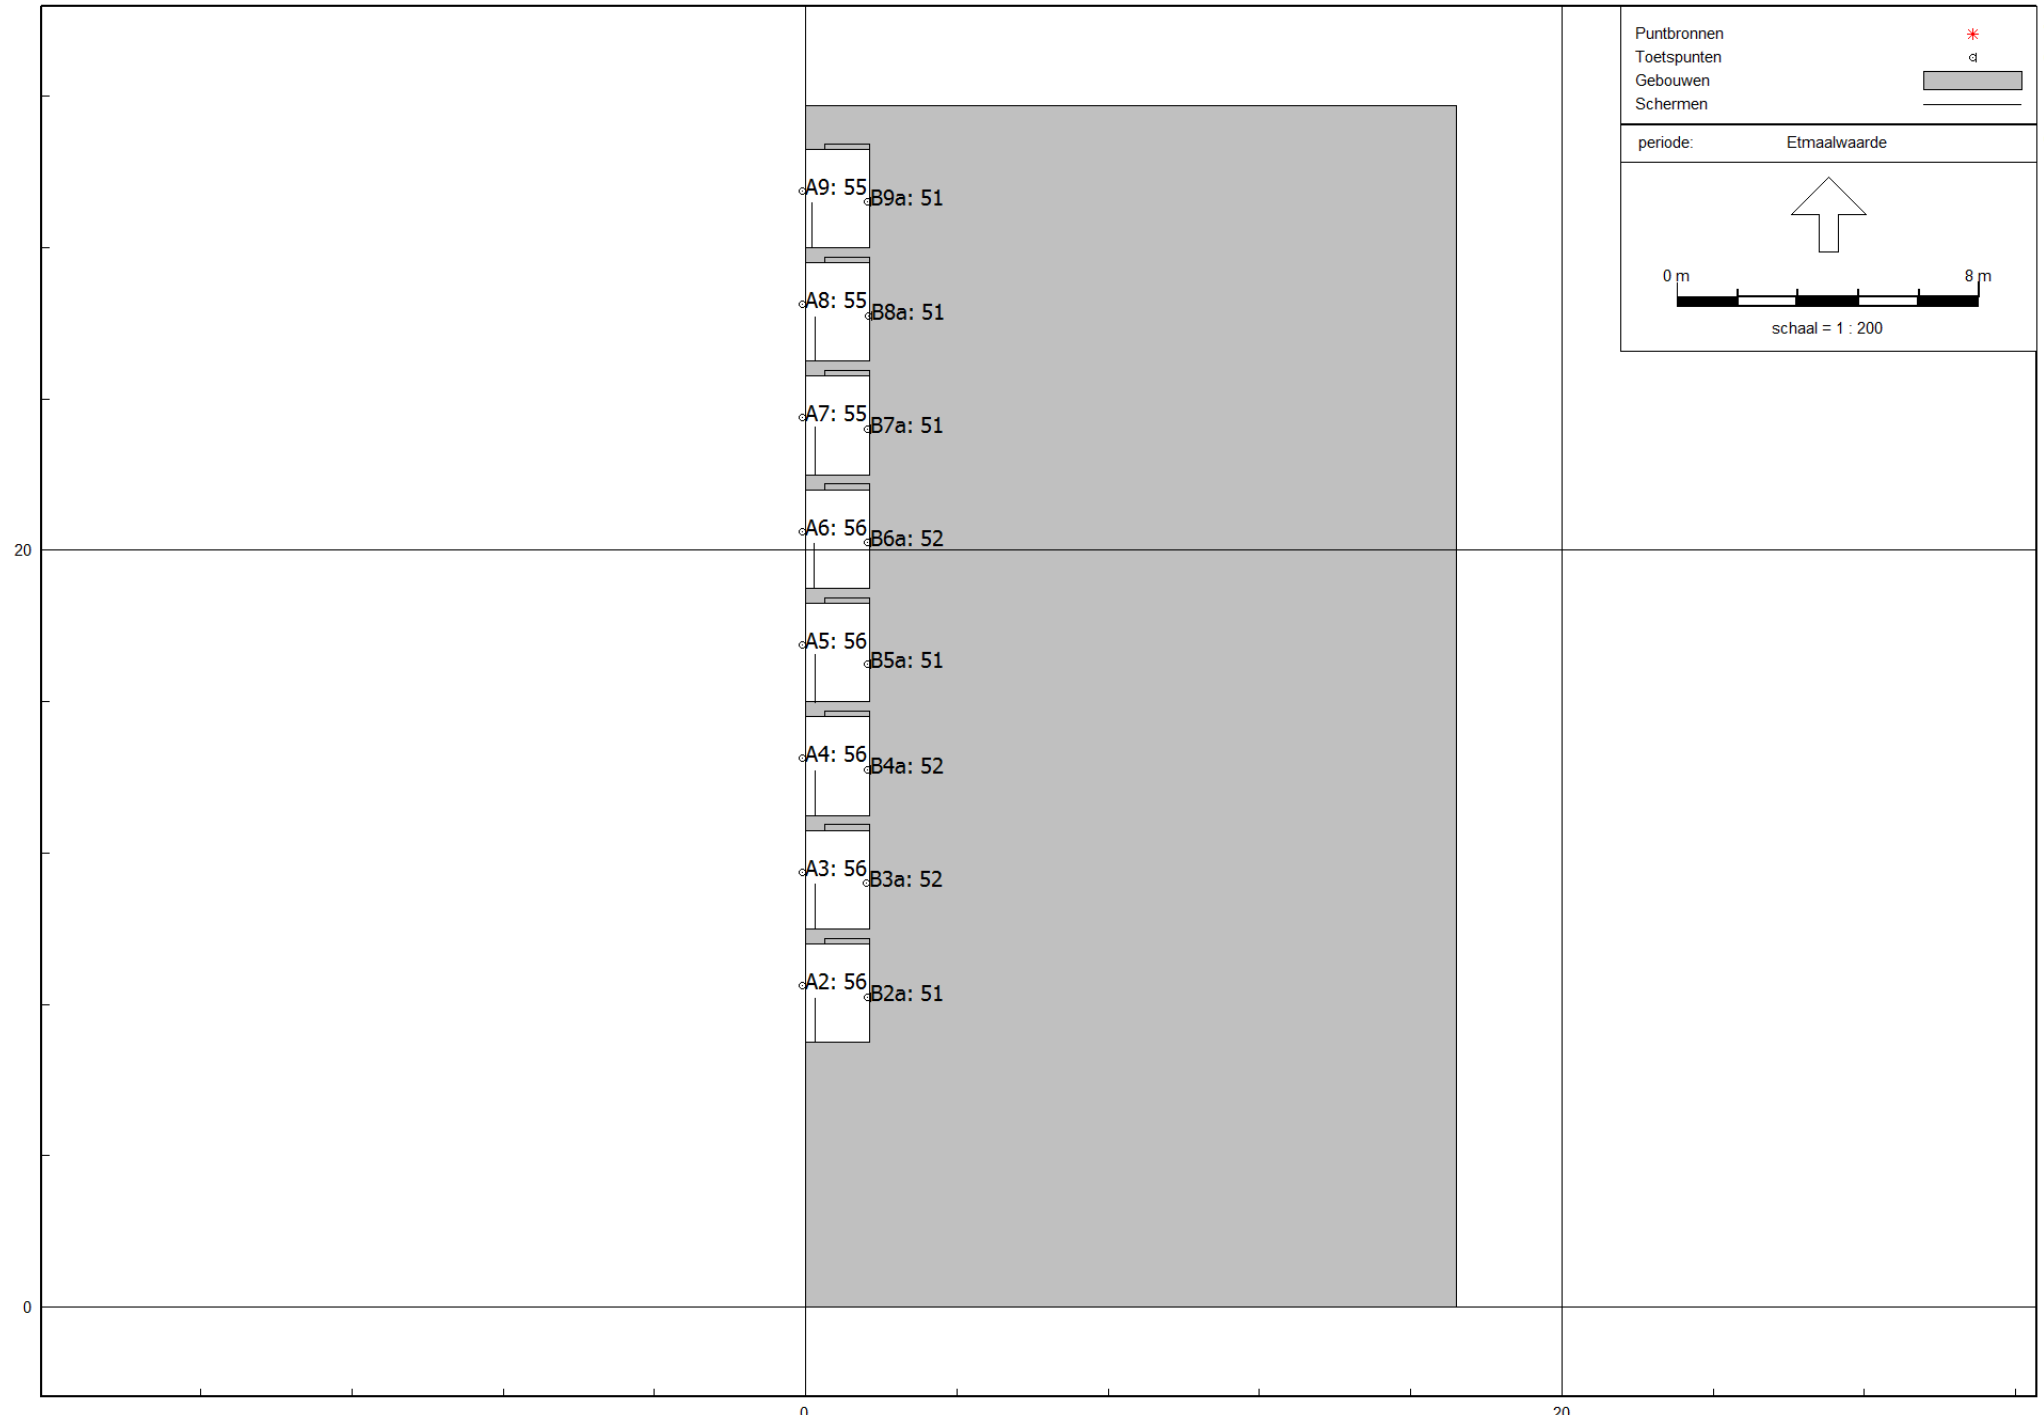 Puntbronnen
Toetspunten
Gebouwen
Schermen
periode: Etmaalwaarde
0 m 8 m
schaal = 1 : 200
A9: 55
B9a: 51
A8: 55
B8a: 51
A7: 55
B7a: 51
A6: 56
B6a: 52
20
A5: 56
B5a: 51
A4: 56
B4a: 52
A3: 56
B3a: 52
A2: 56
B2a: 51
0
0 20